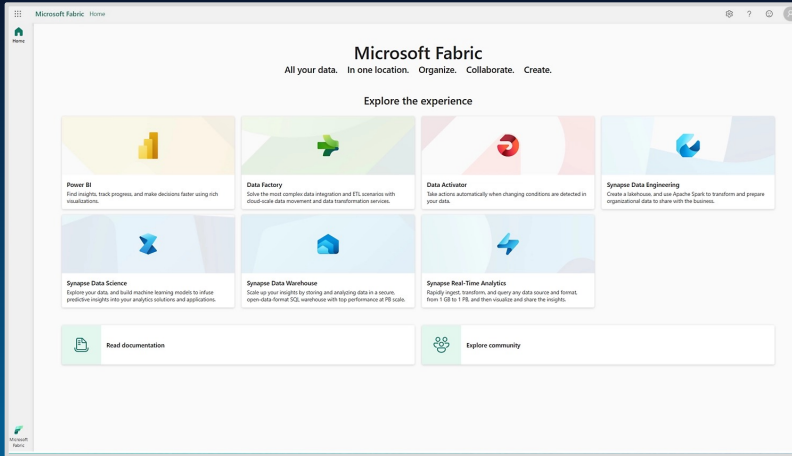 Microsoft Fabric Home
?
Home
Microsoft Fabric
All your data. In one location. Organize. Collaborate. Create.
Explore the experience
Power BI
Find insights, track progress, and make decisions faster using rich
visualizations.
Data Factory
Solve the most complex data integration and ETL scenarios with
cloud-scale data movement and data transformation services.
Data Activator
Take actions automatically when changing conditions are detected in
your data.
Synapse Data Engineering
Create a lakehouse, and use Apache Spark to transform and prepare
organizational data to share with the business.
Synapse Data Science
Explore your data, and build machine learning models to infuse
predictive insights into your analytics solutions and applications.
Synapse Data Warehouse
Scale up your insights by storing and analyzing data in a secure,
open-data-format SQL warehouse with top performance at PB scale.
Synapse Real-Time Analytics
Rapidly ingest, transform, and query any data source and format,
from 1 GB to 1 PB, and then visualize and share the insights.
Read documentation
Explore community
Microsoft
Fabric